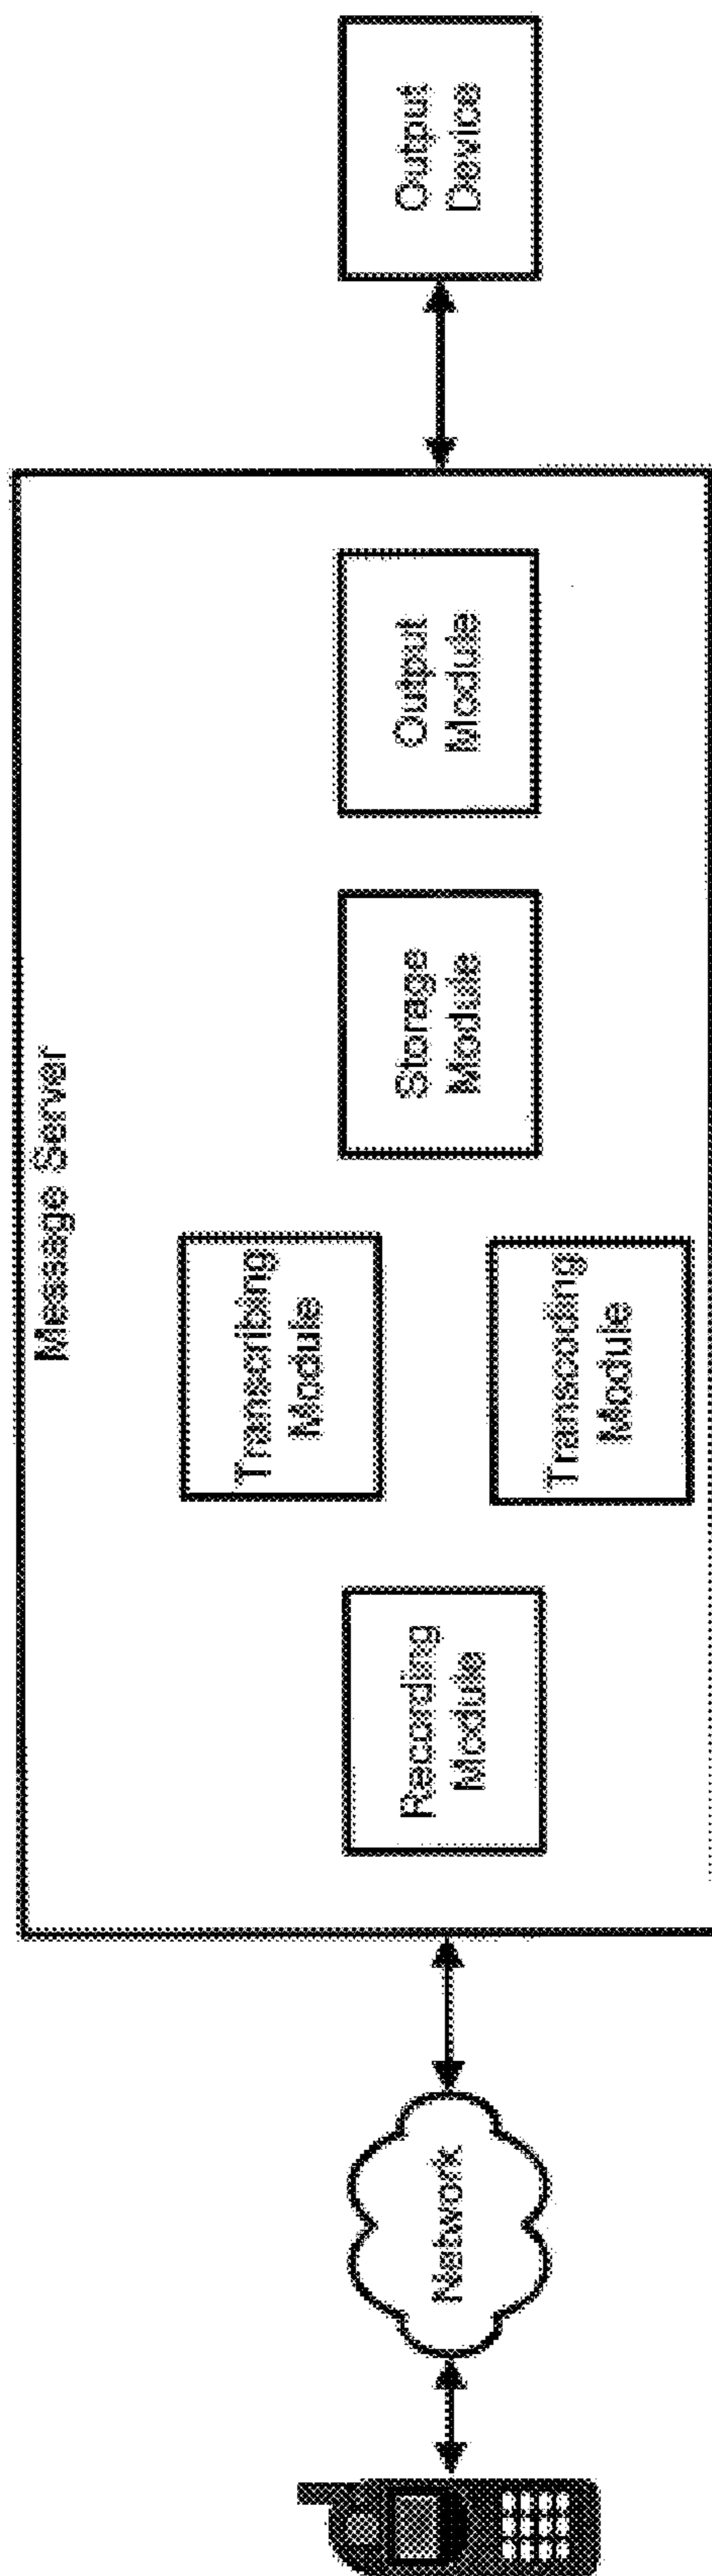 Message Server
Network
Recording
Module
Transcribing
Module
Transcoding
Module
Storage
Module
Output
Module
Output
Device